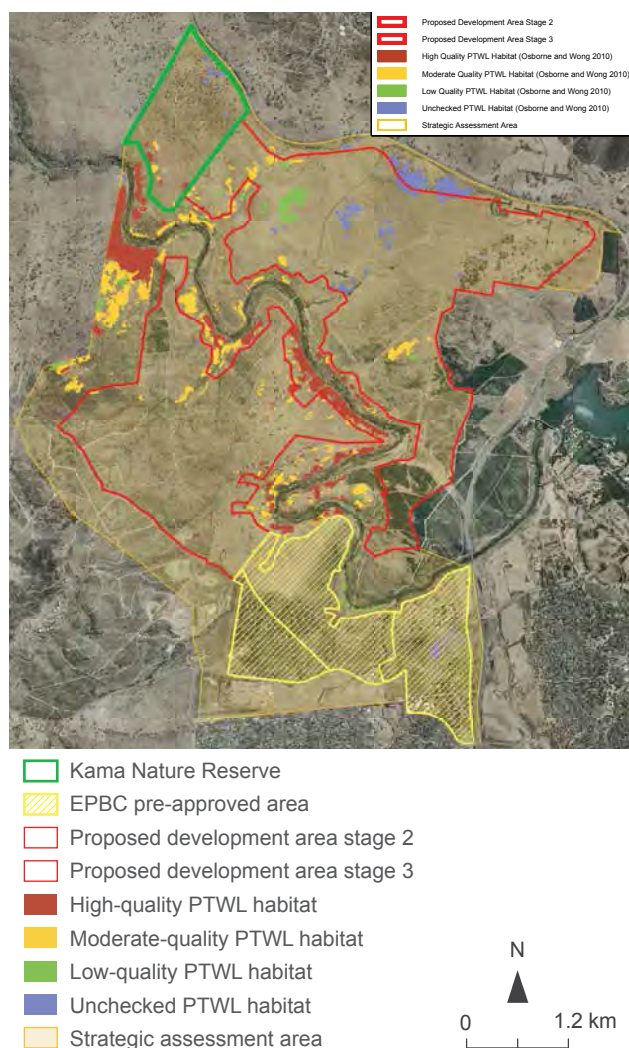 Proposed Development Area Stage 2
Proposed Development Area Stage 3
High Quality PTWL Habitat (Osborne and Wong 2010)
Moderate Quality PTWL Habitat (Osborne and Wong 2010)
Low Quality PTWL Habitat (Osborne and Wong 2010)
Unchecked PTWL Habitat (Osborne and Wong 2010)
Strategic Assessment Area
Kama Nature Reserve
EPBC pre-approved area
Proposed development area stage 2
Proposed development area stage 3
High-quality PTWL habitat
Moderate-quality PTWL habitat
Low-quality PTWL habitat
Unchecked PTWL habitat
Strategic assessment area
N
0 1.2 km